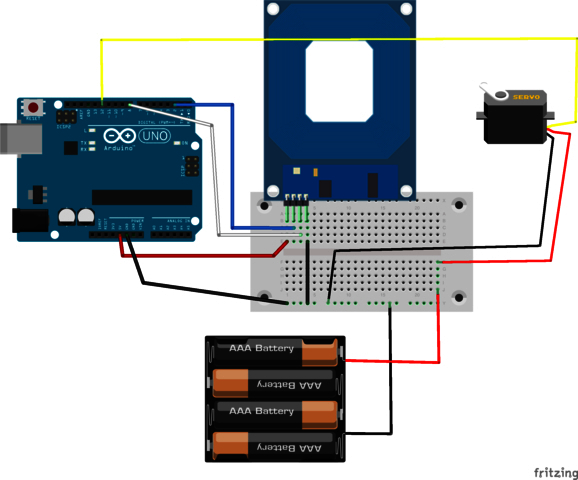 SERVO
RESET
ICSP2
L
TX
RX
Arduino
UNO
ON
ICSP
DIGITAL (PWM=~)
POWER
ANALOG IN
AAA Battery
AAA Battery
AAA Battery
AAA Battery
fritzing